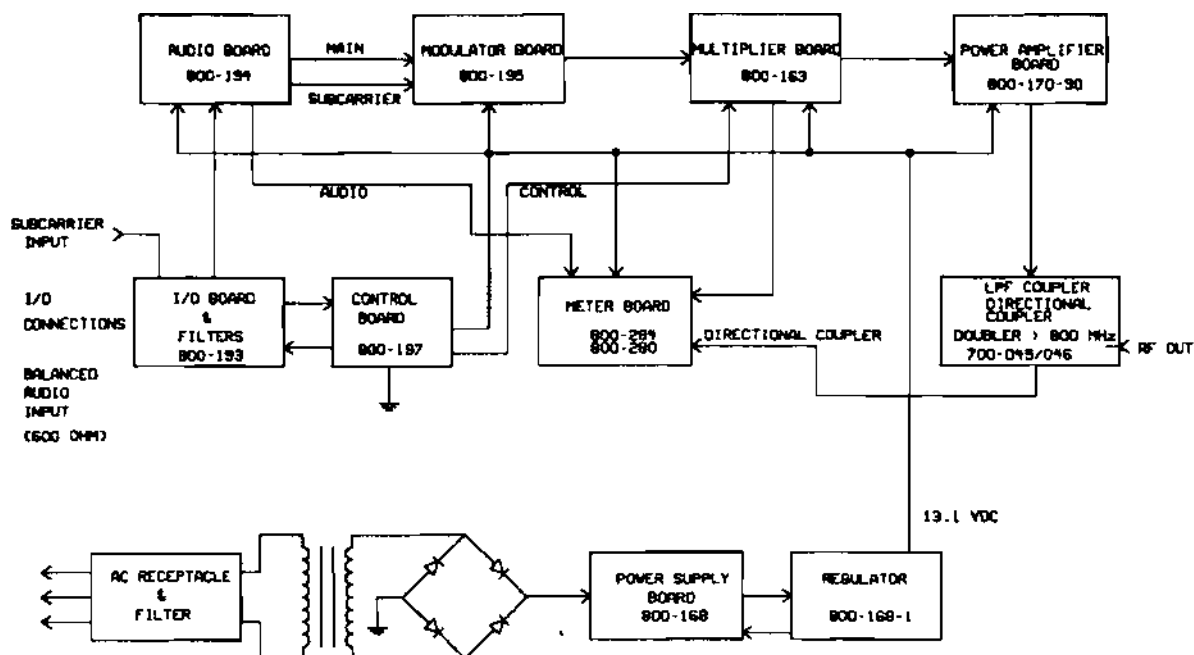 AUDIO BOARD
800-194
MAIN
SUBCARRIER
MODULATOR BOARD
800-195
MULTIPLIER BOARD
800-163
POWER AMPLIFIER
BOARD
800-170-90
AUDIO
CONTROL
SUBCARRIER
INPUT
I/O
CONNECTIONS
BALANCED
AUDIO
INPUT
(600 OHM)
I/O BOARD
&
FILTERS
800-193
CONTROL
BOARD
800-197
METER BOARD
800-284
800-280
DIRECTIONAL COUPLER
LPF COUPLER
DIRECTIONAL
COUPLER
DOUBLER > 800 MHz
700-045/046
RF OUT
13.1 VDC
AC RECEPTACLE
&
FILTER
POWER SUPPLY
BOARD
800-168
REGULATOR
800-168-1